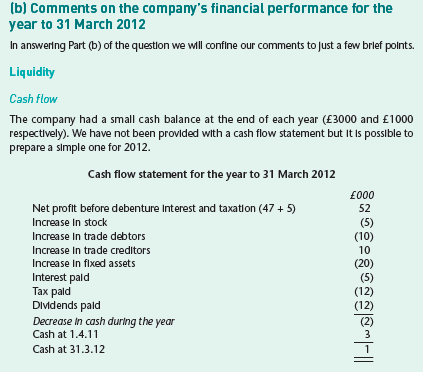 (b) Comments on the company's financial performance for the
year to 31 March 2012
In answering Part (b) of the question we will confine our comments to just a few brief points.
Liquidity
Cash flow
The company had a small cash balance at the end of each year (£3000 and £1000
respectively). We have not been provided with a cash flow statement but it is possible to
prepare a simple one for 2012.
Cash flow statement for the year to 31 March 2012
£000
Net profit before debenture interest and taxation (47 + 5) 52
Increase in stock (5)
Increase in trade debtors (10)
Increase in trade creditors 10
Increase in fixed assets (20)
Interest paid (5)
Tax paid (12)
Dividends paid (12)
Decrease in cash during the year (2)
Cash at 1.4.11 3
Cash at 31.3.12 1